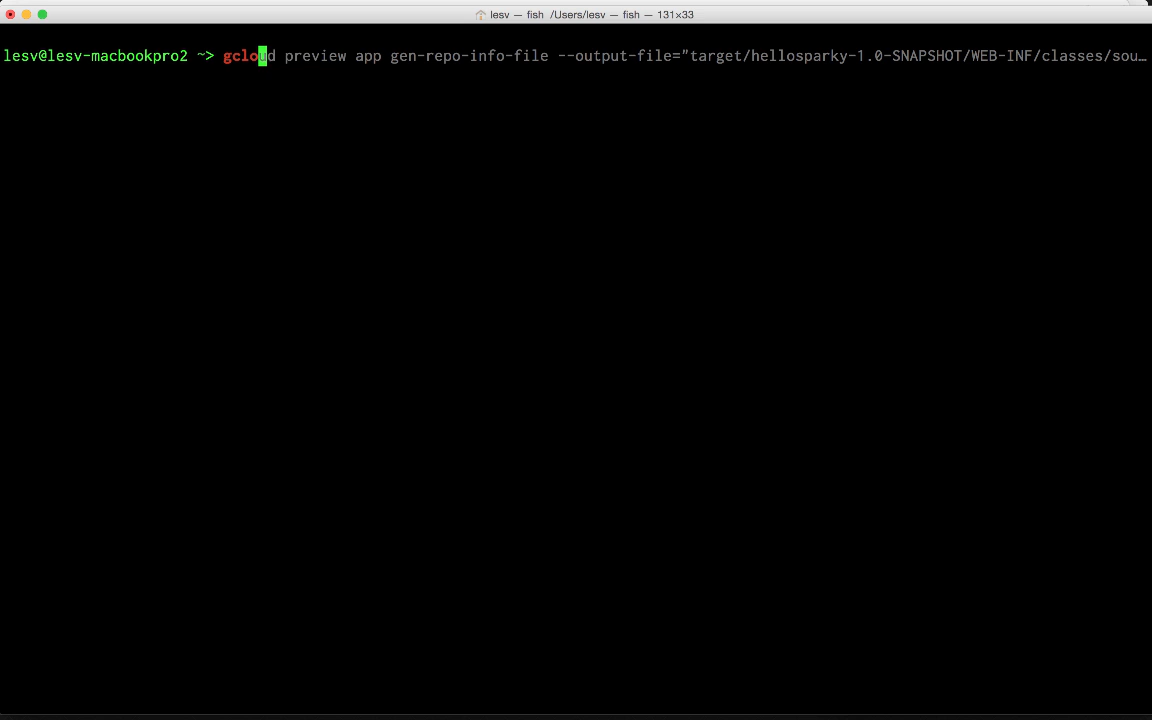 lesv — fish  /Users/lesv — fish — 131×33
lesv@lesv-macbookpro2 ~> gcloud preview app gen-repo-info-file --output-file="target/hellosparky-1.0-SNAPSHOT/WEB-INF/classes/sou…